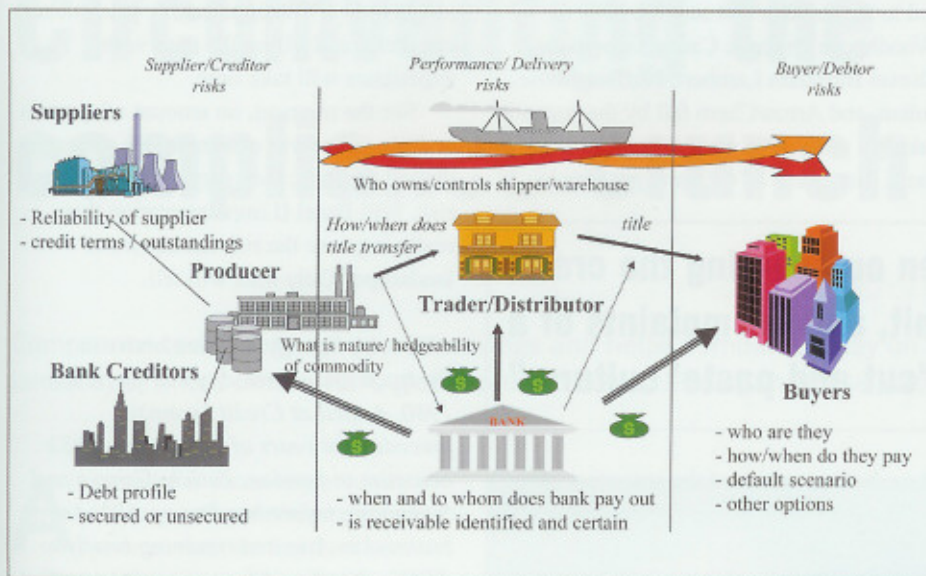 Supplier/Creditor
risks
Performance/ Delivery
risks
Buyer/Debtor
risks
Suppliers
- Reliability of supplier
- credit terms / outstandings
Who owns/controls shipper/warehouse
How/when does
title transfer
title
Producer
Trader/Distributor
What is nature/ hedgeability
of commodity
Bank Creditors
- Debt profile
- secured or unsecured
$
$
$
$
BANK
- when and to whom does bank pay out
- is receivable identified and certain
Buyers
- who are they
- how/when do they pay
- default scenario
- other options